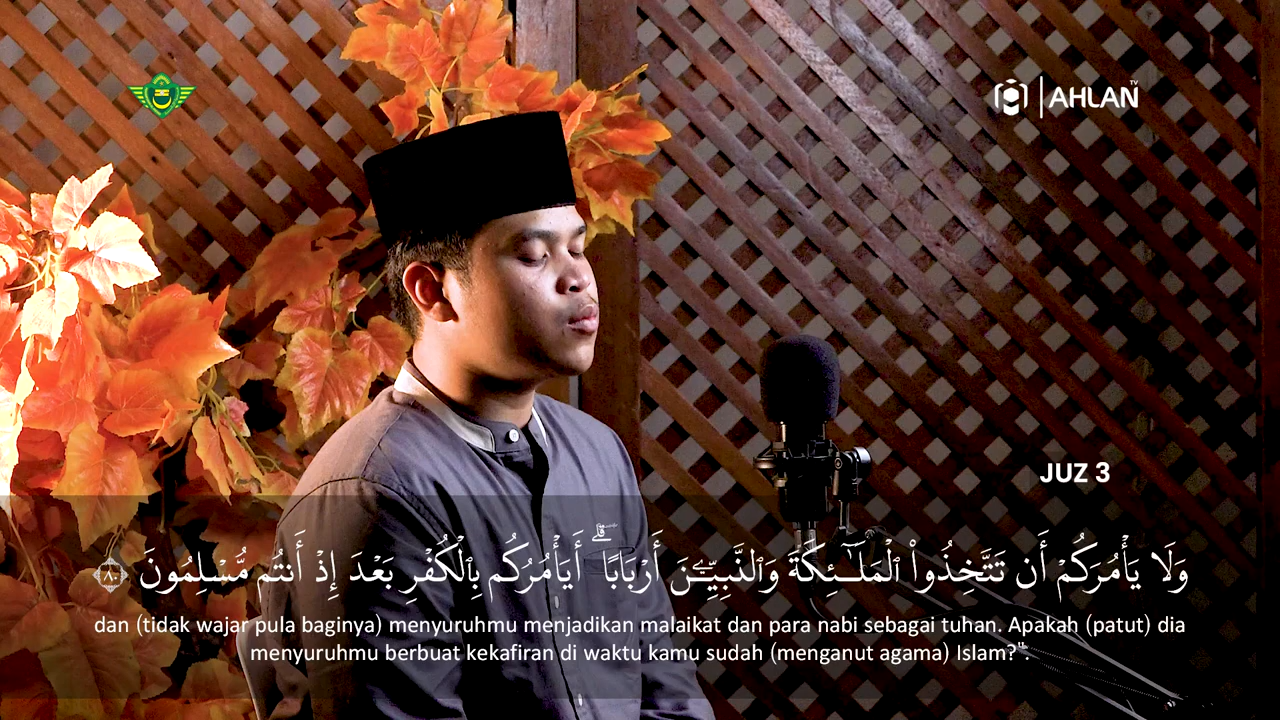 AHLAN TV
JUZ 3
وَلَا يَأْمُرَكُمْ أَن تَتَّخِذُوا۟ ٱلْمَلَـٰٓئِكَةَ وَٱلنَّبِيِّـۧنَ أَرْبَابًا ۗ أَيَأْمُرُكُم بِٱلْكُفْرِ بَعْدَ إِذْ أَنتُم مُّسْلِمُونَ ٨٠
dan (tidak wajar pula baginya) menyuruhmu menjadikan malaikat dan para nabi sebagai tuhan. Apakah (patut) dia
menyuruhmu berbuat kekafiran di waktu kamu sudah (menganut agama) Islam?".